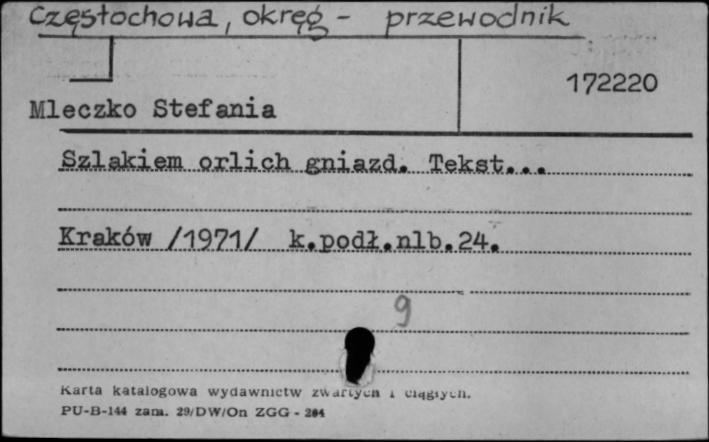 Częstochowa, okręg - przewodnik
172220
Mleczko Stefania
Szlakiem orlich gniazd. Tekst...
Kraków /1971/ k.podł.nlb.24.
9
Karta katalogowa wydawnictw zwartych i ciągłych.
PU-B-144 zam. 29/DW/On ZGG - 204